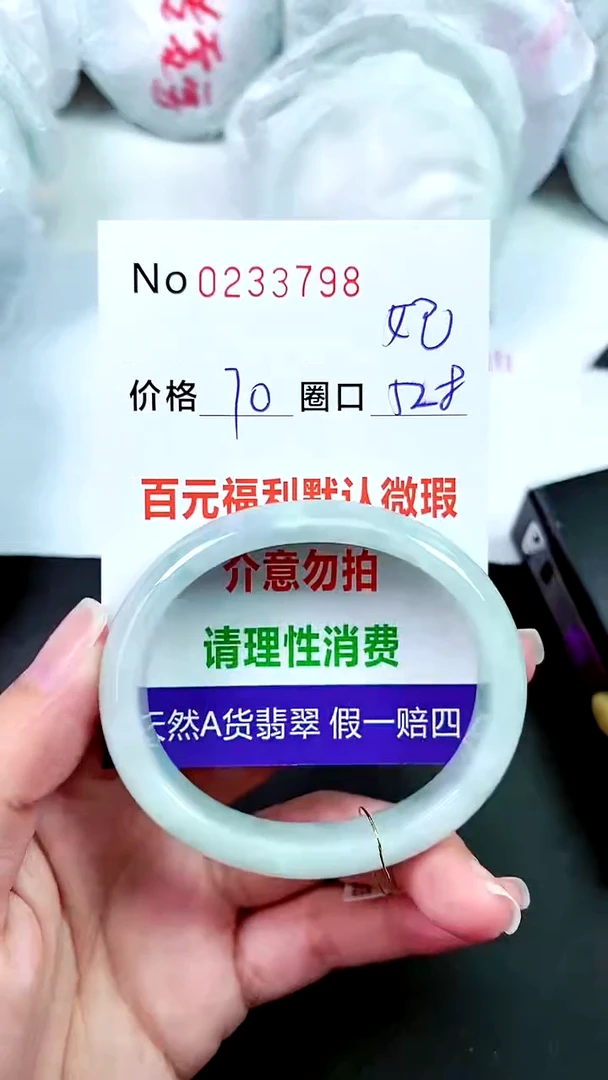 No 0233798
价格 70 圈口 528
百元福利默认微瑕
介意勿拍
请理性消费
天然A货翡翠 假一赔四